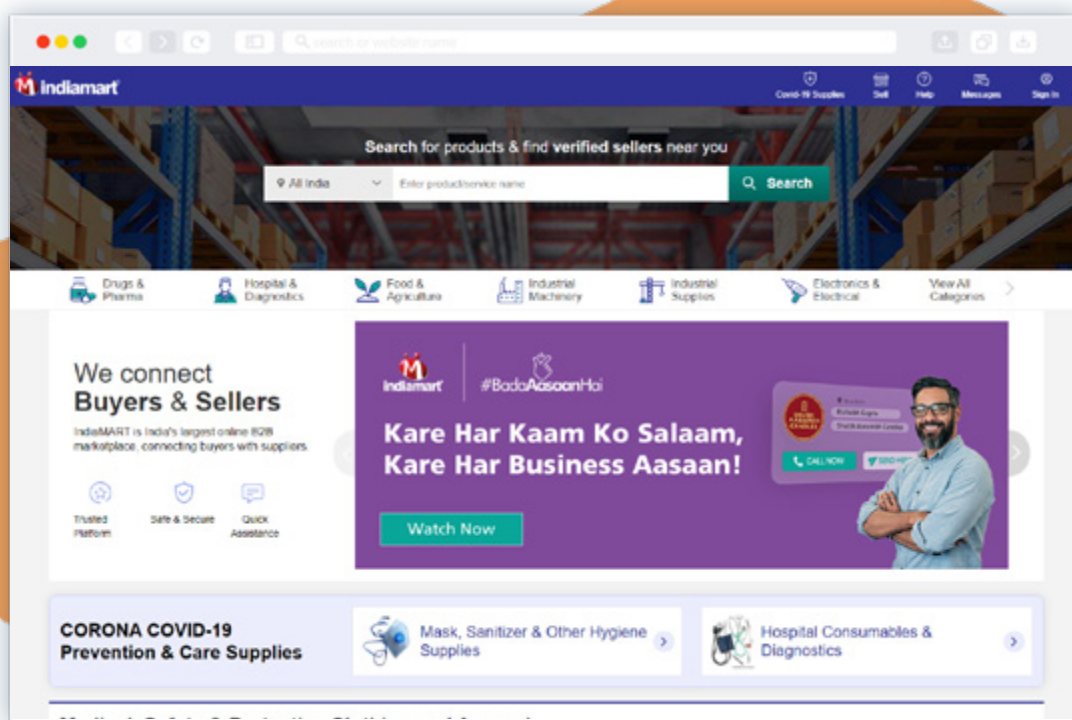 search or website name
indiamart
Covid-19 Supplies
Sell
Help
Messages
Sign In
Search for products & find verified sellers near you
All India
Enter product/service name
Search
Drugs &
Pharma
Hospital &
Diagnostics
Food &
Agriculture
Industrial
Machinery
Industrial
Supplies
Electronics &
Electrical
View All
Categories
We connect
Buyers & Sellers
IndiaMART is India's largest online B2B
marketplace, connecting buyers with suppliers.
Trusted
Platform
Safe & Secure
Quick
Assistance
indiamart
#BadaAasaanHai
Kare Har Kaam Ko Salaam,
Kare Har Business Aasaan!
Watch Now
CALL NOW
CORONA COVID-19
Prevention & Care Supplies
Mask, Sanitizer & Other Hygiene
Supplies
Hospital Consumables &
Diagnostics